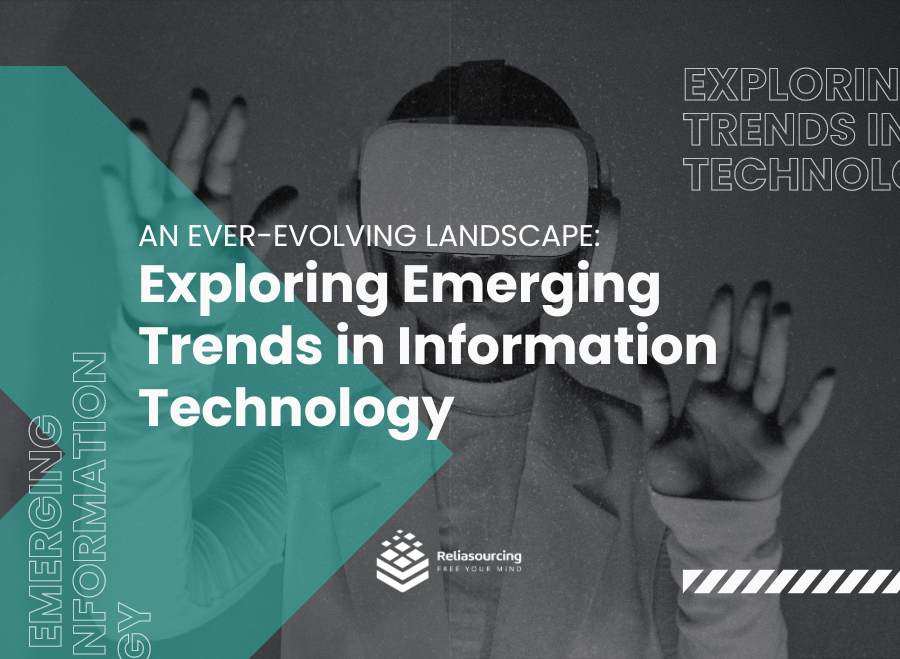 EXPLORIN
TRENDS IN
TECHNOLO
AN EVER-EVOLVING LANDSCAPE:
Exploring Emerging
Trends in Information
Technology
EMERGING
NFORMATION
GY
Reliasourcing
FREE YOUR MIND